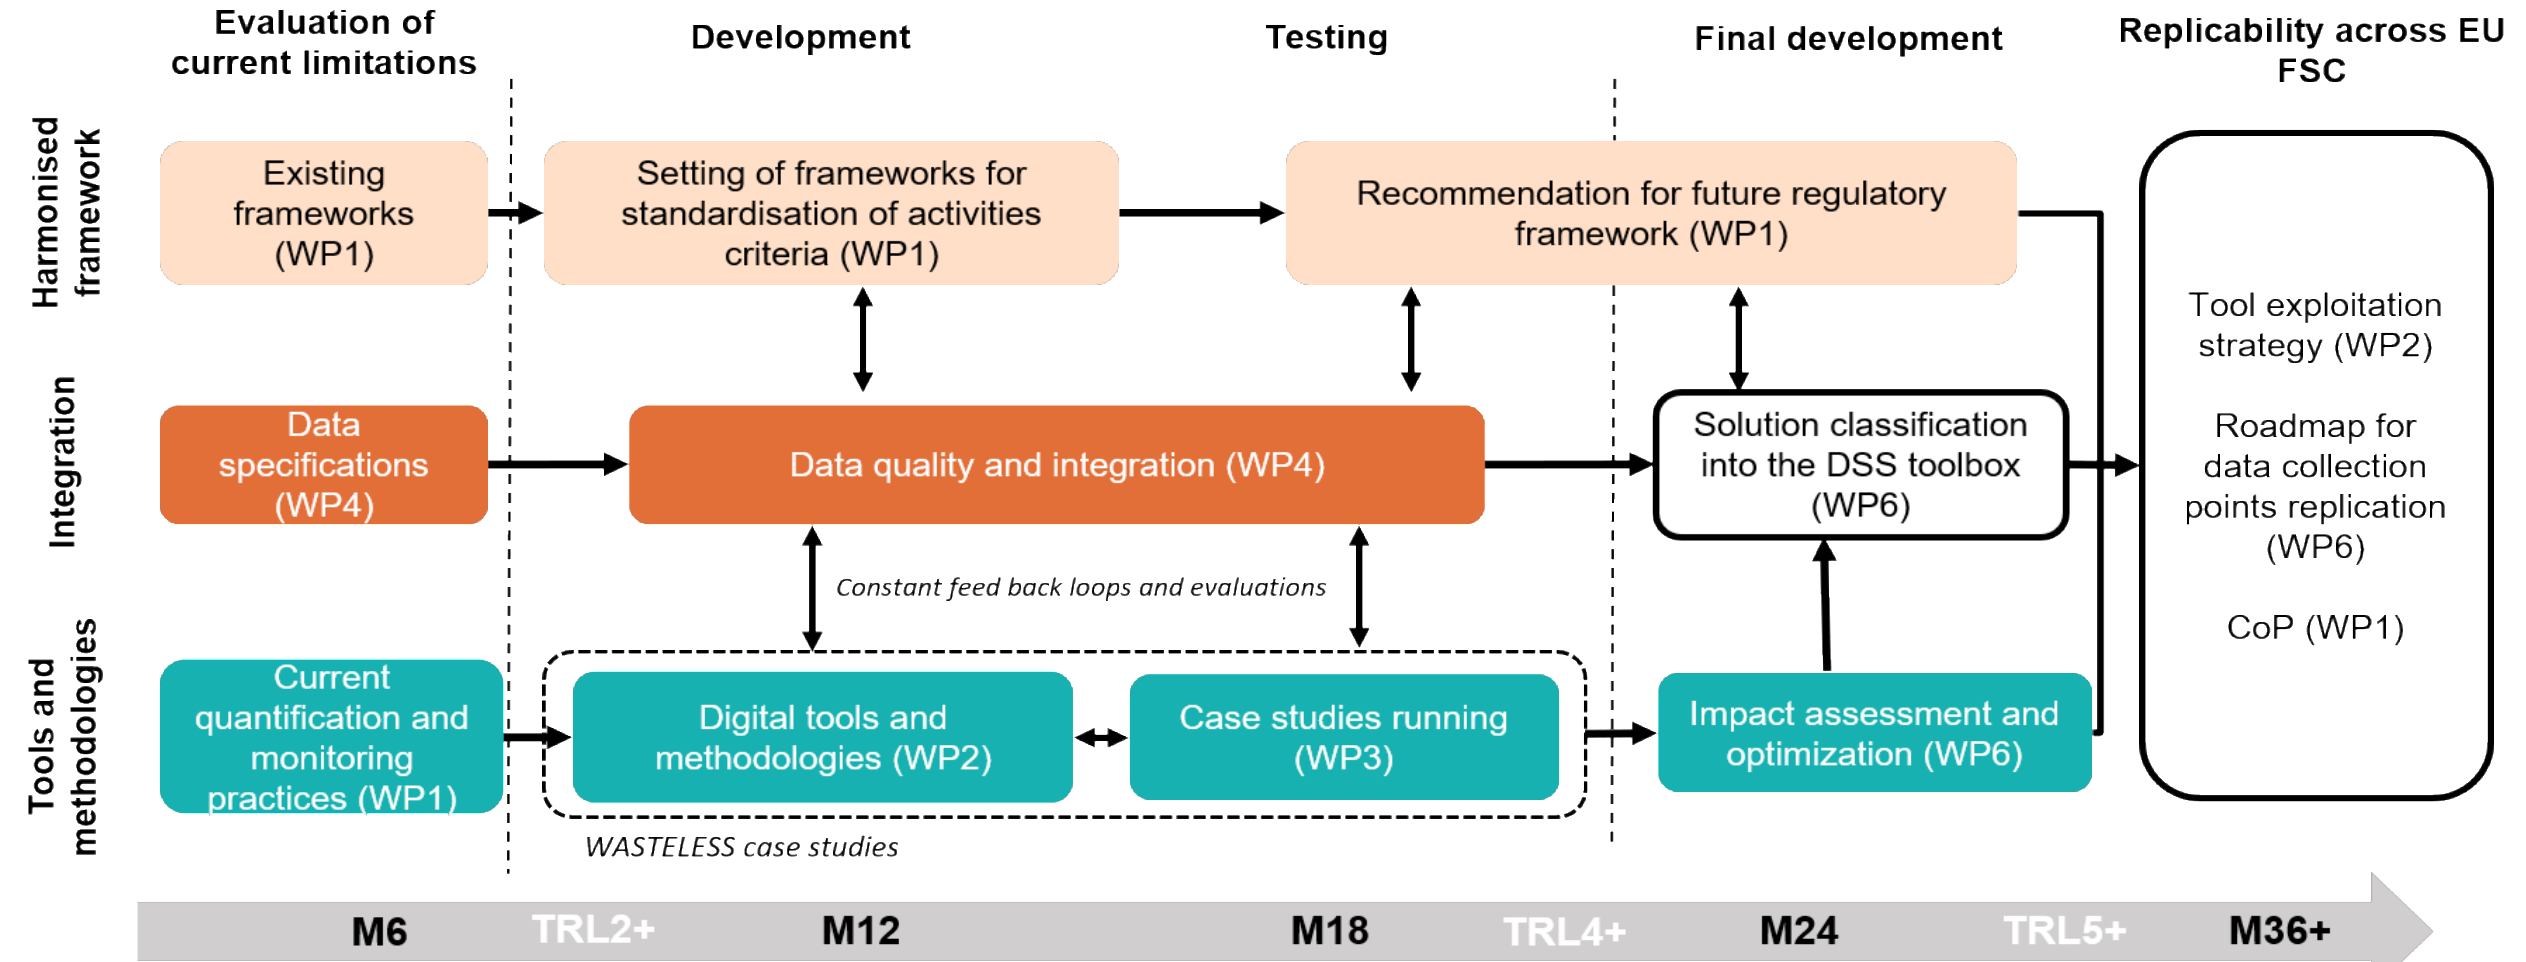 Evaluation of
current limitations
Development
Testing
Final development
Replicability across EU
FSC
Harmonised
framework
Existing
frameworks
(WP1)
Setting of frameworks for
standardisation of activities
criteria (WP1)
Recommendation for future regulatory
framework (WP1)
Integration
Data
specifications
(WP4)
Data quality and integration (WP4)
Solution classification
into the DSS toolbox
(WP6)
Constant feed back loops and evaluations
Tools and
methodologies
Current
quantification and
monitoring
practices (WP1)
Digital tools and
methodologies (WP2)
Case studies running
(WP3)
Impact assessment and
optimization (WP6)
WASTELESS case studies
Tool exploitation
strategy (WP2)
Roadmap for
data collection
points replication
(WP6)
CoP (WP1)
M6 TRL2+ M12 M18 TRL4+ M24 TRL5+ M36+